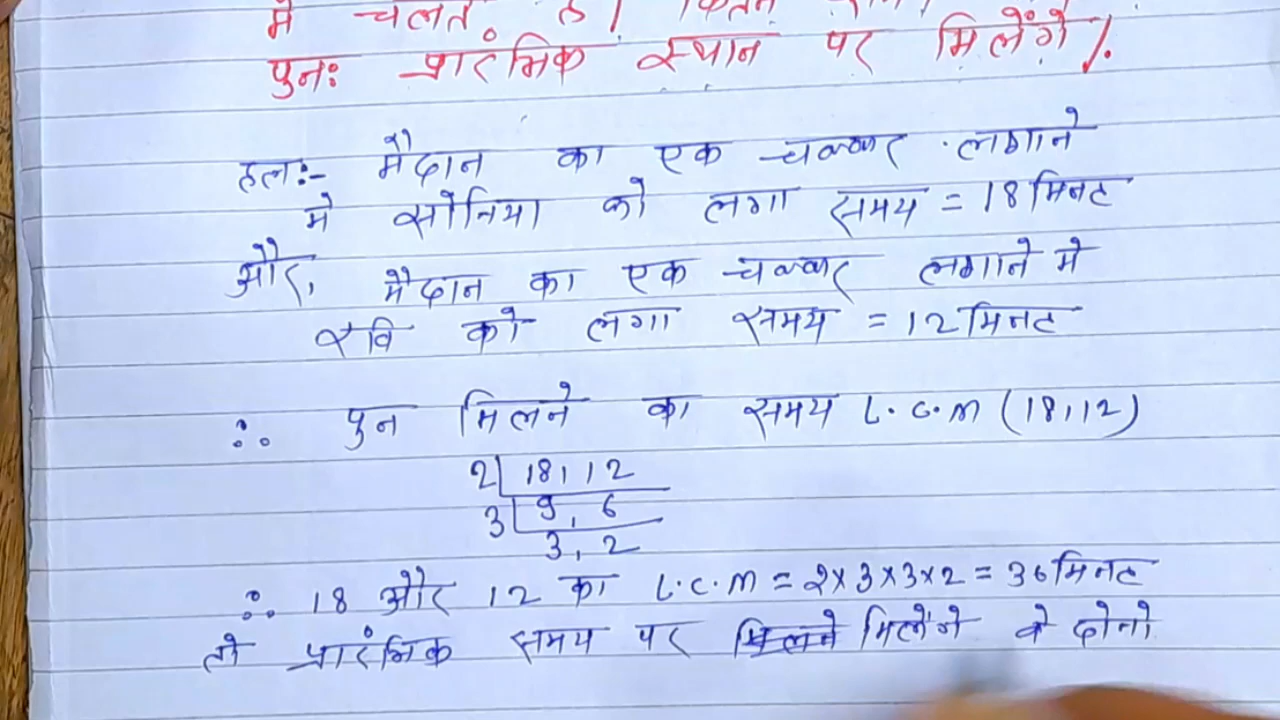 में चलते हैं।
पुनः प्रारंभिक स्थान पर मिलेंगे।
हलः- मैदान का एक चक्कर लगाने
मे सोनिया को लगा समय = 18 मिनट
और, मैदान का एक चक्कर लगाने मे
रवि को लगा समय = 12 मिनट
∴ पुन मिलने का समय L.C.M (18,12)
2 | 18, 12
3 | 9, 6
3, 2
∴ 18 और 12 का L.C.M = 2×3×3×2 = 36 मिनट
तो प्रारंभिक समय पर मिलने मिलेंगे वे दोनो